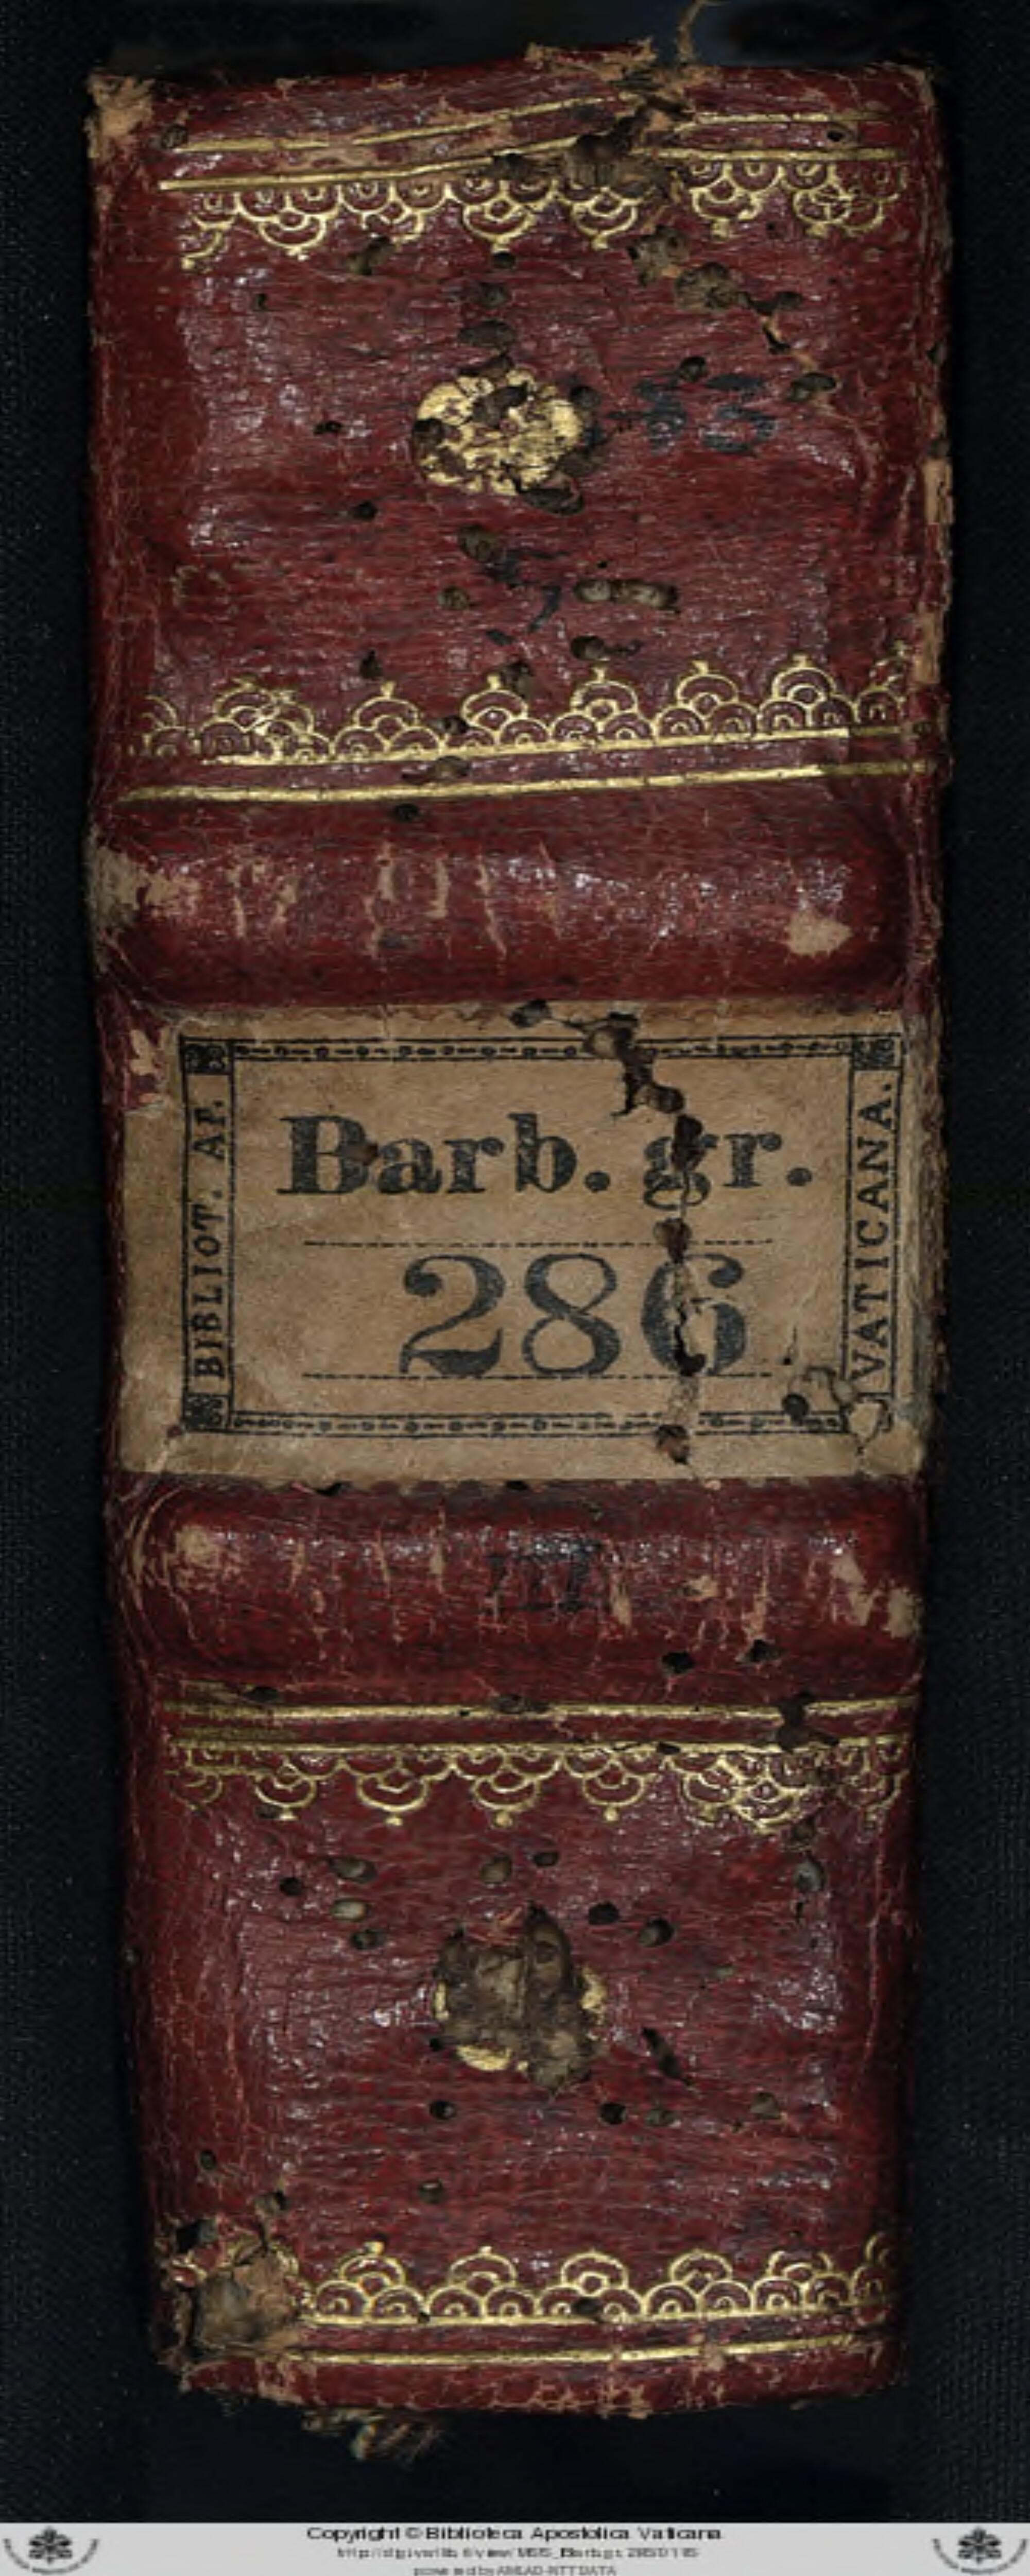 Barb. gr.
286
BIBLIOT. AP.
VATICANA.
Copyright © Biblioteca Apostolica Vaticana